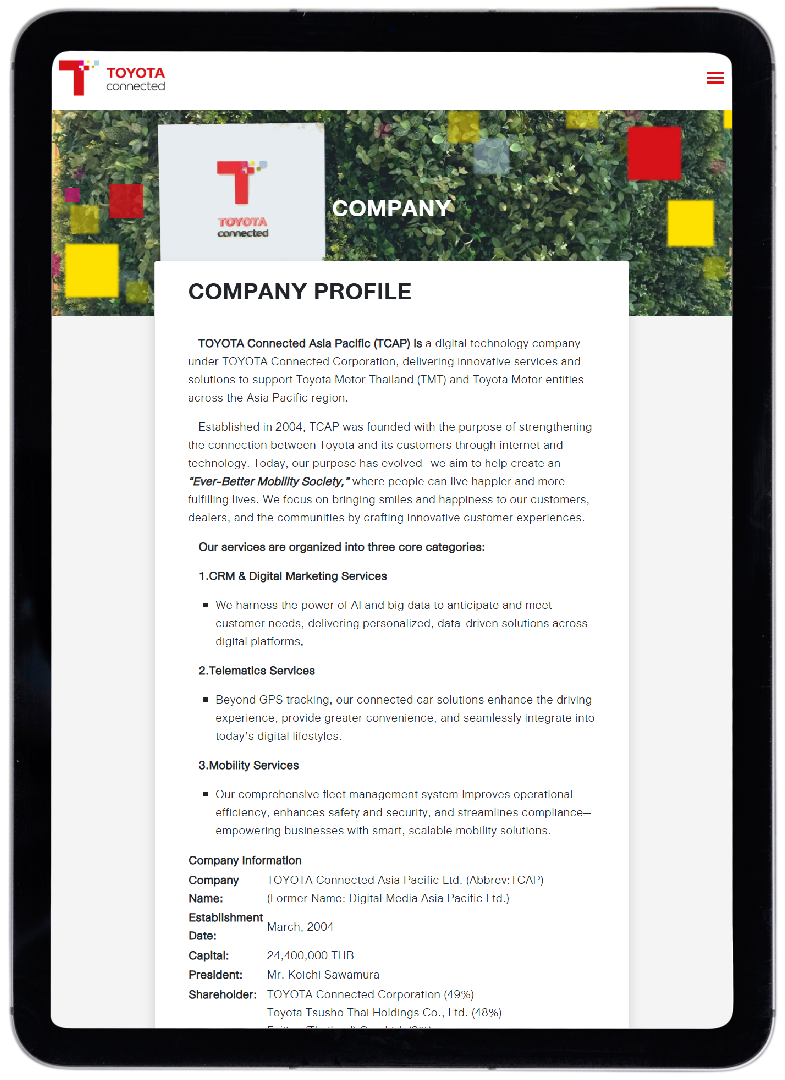 TOYOTA
connected
TOYOTA
connected
COMPANY
COMPANY PROFILE
TOYOTA Connected Asia Pacific (TCAP) is a digital technology company
under TOYOTA Connected Corporation, delivering innovative services and
solutions to support Toyota Motor Thailand (TMT) and Toyota Motor entities
across the Asia Pacific region.
Established in 2004, TCAP was founded with the purpose of strengthening
the connection between Toyota and its customers through internet and
technology. Today, our purpose has evolved—we aim to help create an
"Ever-Better Mobility Society," where people can live happier and more
fulfilling lives. We focus on bringing smiles and happiness to our customers,
dealers, and the communities by crafting innovative customer experiences.
Our services are organized into three core categories:
1.CRM & Digital Marketing Services
▪ We harness the power of AI and big data to anticipate and meet
customer needs, delivering personalized, data-driven solutions across
digital platforms,
2.Telematics Services
▪ Beyond GPS tracking, our connected car solutions enhance the driving
experience, provide greater convenience, and seamlessly integrate into
today's digital lifestyles.
3.Mobility Services
▪ Our comprehensive fleet management system improves operational
efficiency, enhances safety and security, and streamlines compliance—
empowering businesses with smart, scalable mobility solutions.
Company Information
Company Name: TOYOTA Connected Asia Pacific Ltd. (Abbrev:TCAP)
(Former Name: Digital Media Asia Pacific Ltd.)
Establishment Date: March, 2004
Capital: 24,400,000 THB
President: Mr. Koichi Sawamura
Shareholder: TOYOTA Connected Corporation (49%)
Toyota Tsusho Thai Holdings Co., Ltd. (48%)